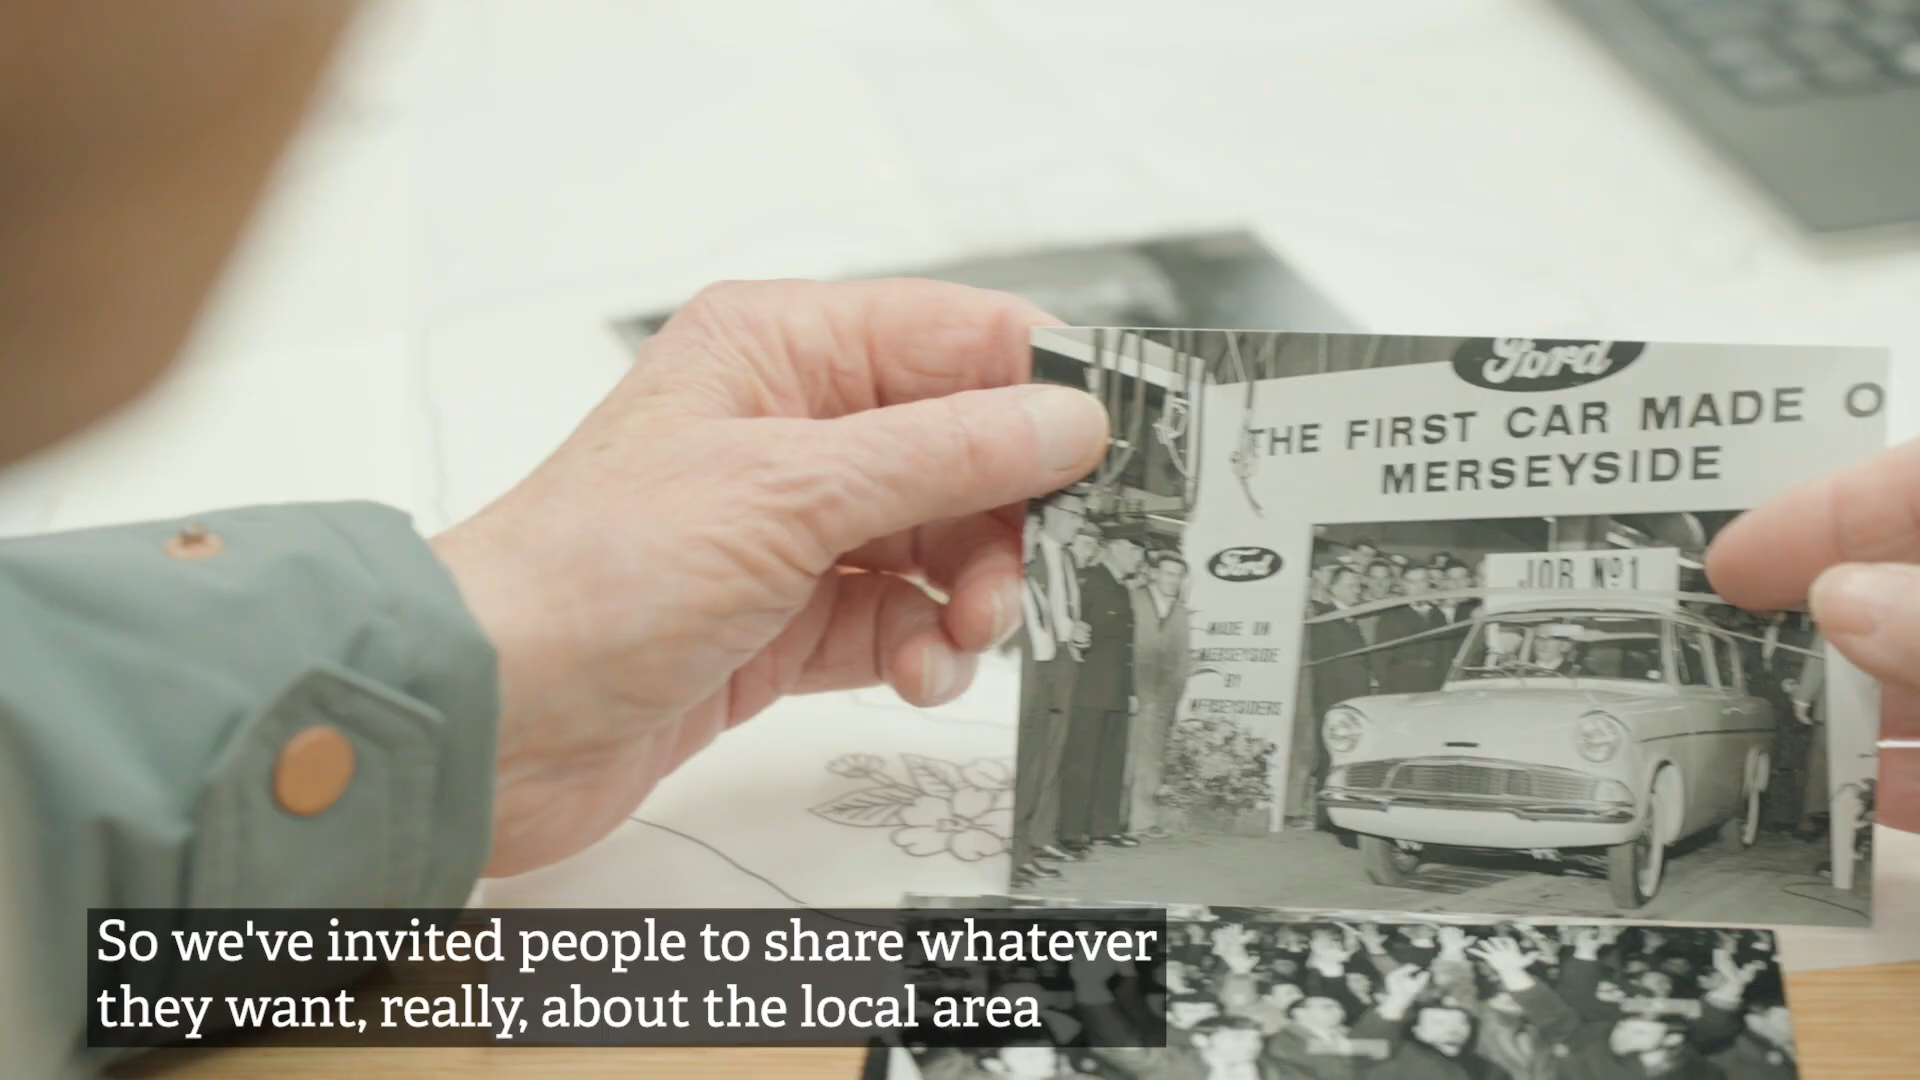 Ford
THE FIRST CAR MADE O
MERSEYSIDE
Ford
JOB Nº1
MADE ON
MERSEYSIDE
BY
MERSEYSIDERS
So we've invited people to share whatever
they want, really, about the local area